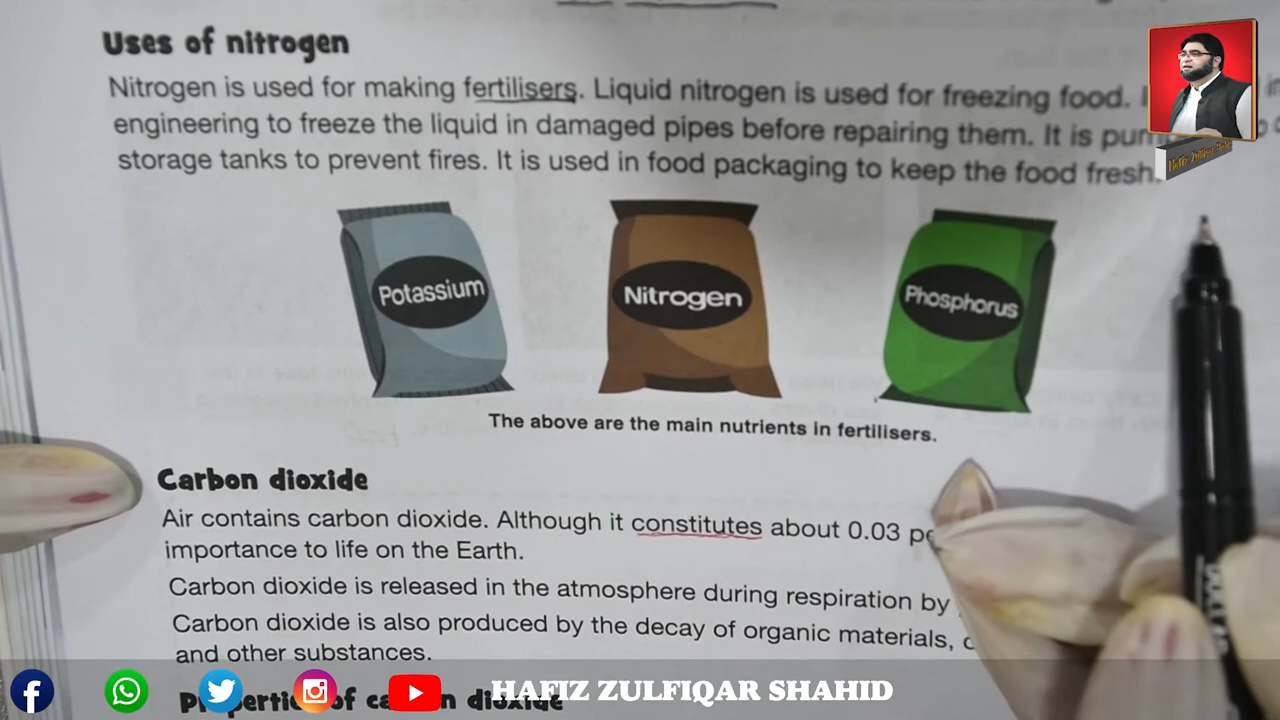 Uses of nitrogen
Nitrogen is used for making fertilisers. Liquid nitrogen is used for freezing food.
engineering to freeze the liquid in damaged pipes before repairing them. It is
storage tanks to prevent fires. It is used in food packaging to keep the food fresh.
Potassium
Nitrogen
Phosphorus
The above are the main nutrients in fertilisers.
Carbon dioxide
Air contains carbon dioxide. Although it constitutes about 0.03
importance to life on the Earth.
Carbon dioxide is released in the atmosphere during respiration by
Carbon dioxide is also produced by the decay of organic materials,
and other substances.
Properties of carbon dioxide
HAFIZ ZULFIQAR SHAHID